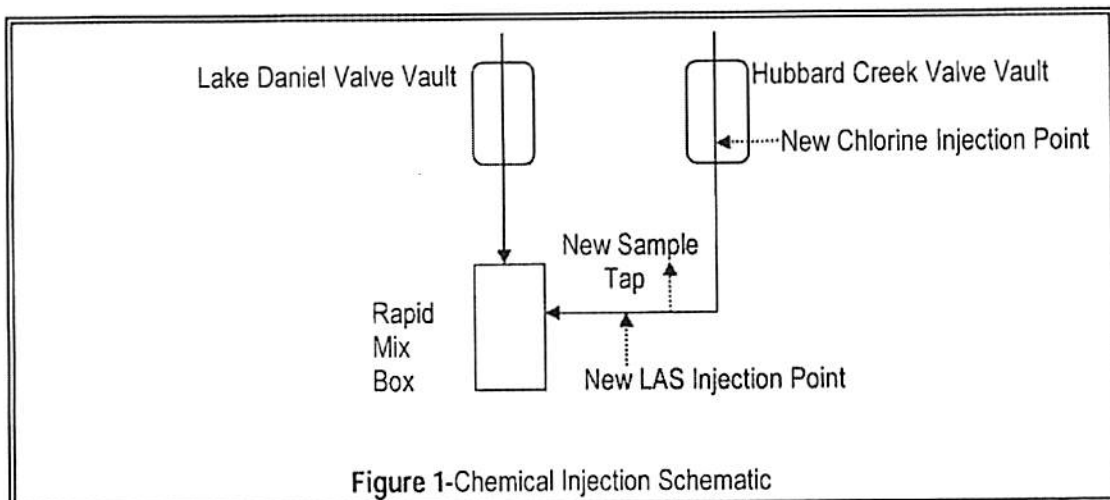 Lake Daniel Valve Vault
Hubbard Creek Valve Vault
New Chlorine Injection Point
New Sample
Tap
Rapid
Mix
Box
New LAS Injection Point
Figure 1-Chemical Injection Schematic